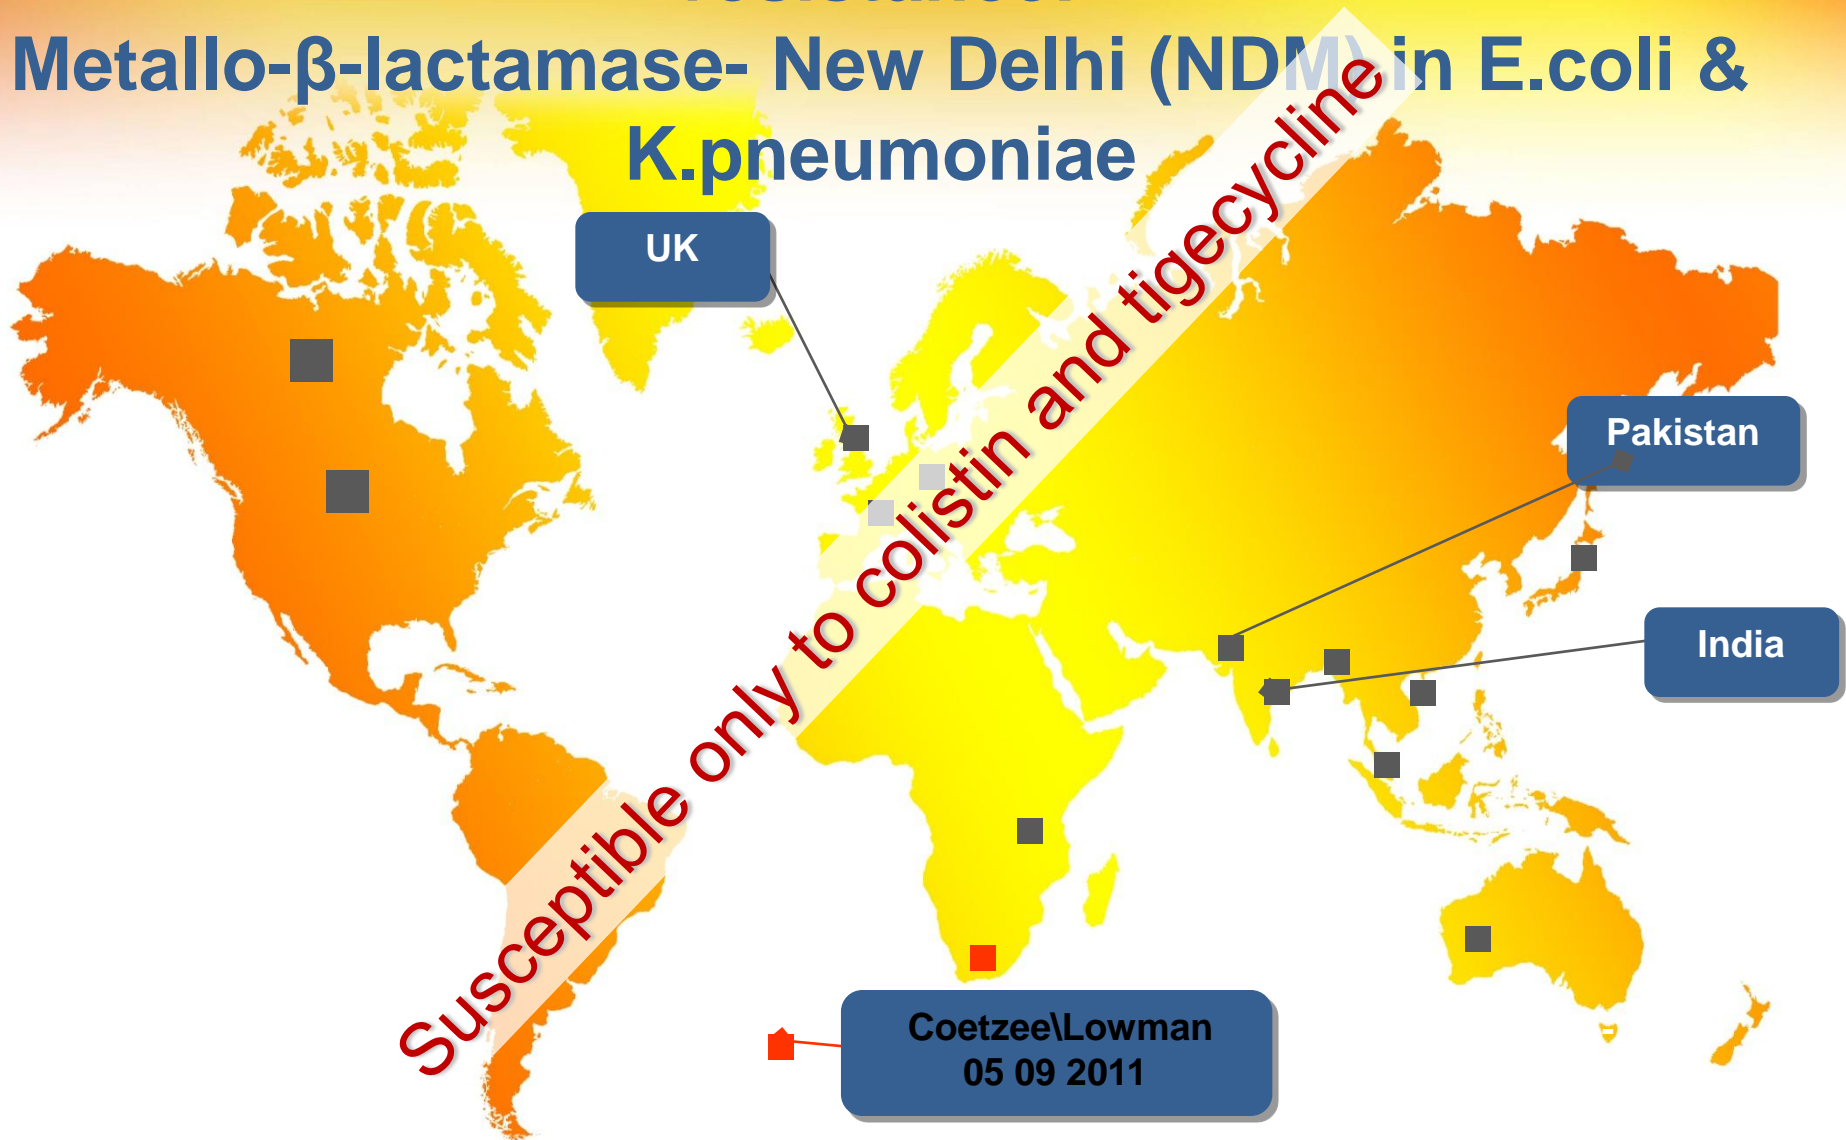 Metallo-β-lactamase- New Delhi (NDM) in E.coli &
K.pneumoniae
UK
Susceptible only to colistin and tigecycline
Pakistan
India
Coetzee\Lowman
05 09 2011